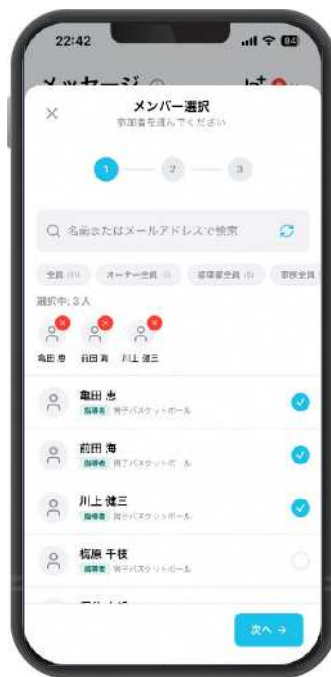 22:42
84
メッセージ
メンバー選択
参加者を選んでください
1
2
3
名前またはメールアドレスで検索
全員
オーナー全員
指導者全員 (5)
家族全員
選択中: 3人
亀田 恵 前田 海 川上 健三
亀田 恵
指導者 男子バスケットボール
前田 海
指導者 男子バスケットボール
川上 健三
指導者 男子バスケットボール
梶原 千枝
指導者 男子バスケットボール
次へ →